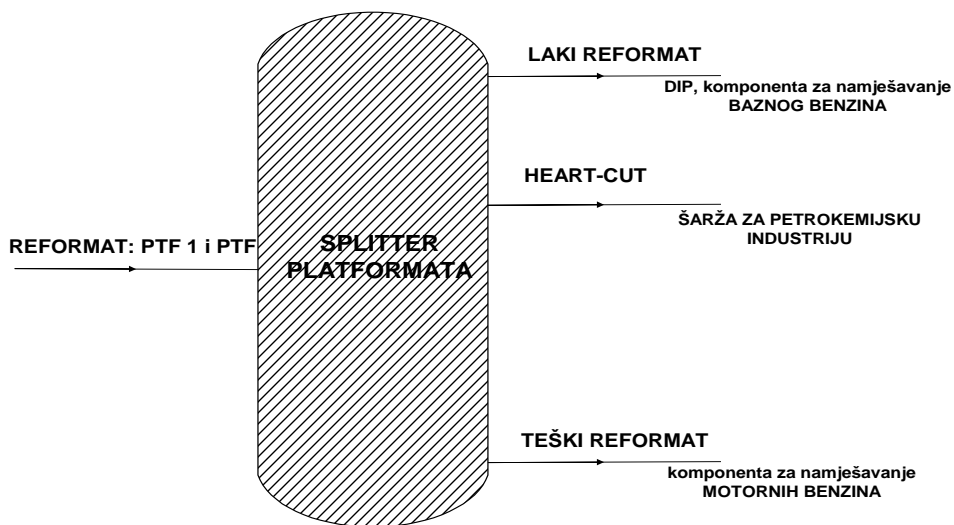 LAKI REFORMAT
DIP, komponenta za namješavanje
BAZNOG BENZINA
HEART-CUT
ŠARŽA ZA PETROKEMIJSKU
INDUSTRIJU
REFORMAT: PTF 1 i PTF
SPLITTER
PLATFORMATA
TEŠKI REFORMAT
komponenta za namješavanje
MOTORNIH BENZINA